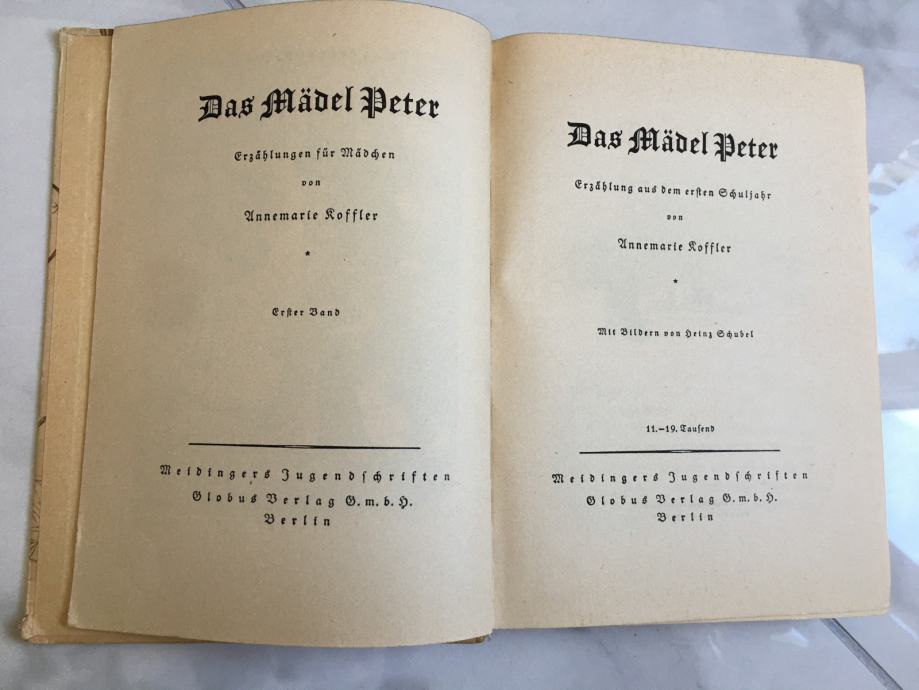 Das Mädel Peter
Erzählungen für Mädchen
von
Annemarie Koffler
*
Erster Band
Meidingers Jugendschriften
Globus Verlag G.m.b.H.
Berlin
Das Mädel Peter
Erzählung aus dem ersten Schuljahr
von
Annemarie Koffler
*
Mit Bildern von Heinz Schubel
11.–19. Tausend
Meidingers Jugendschriften
Globus Verlag G.m.b.H.
Berlin